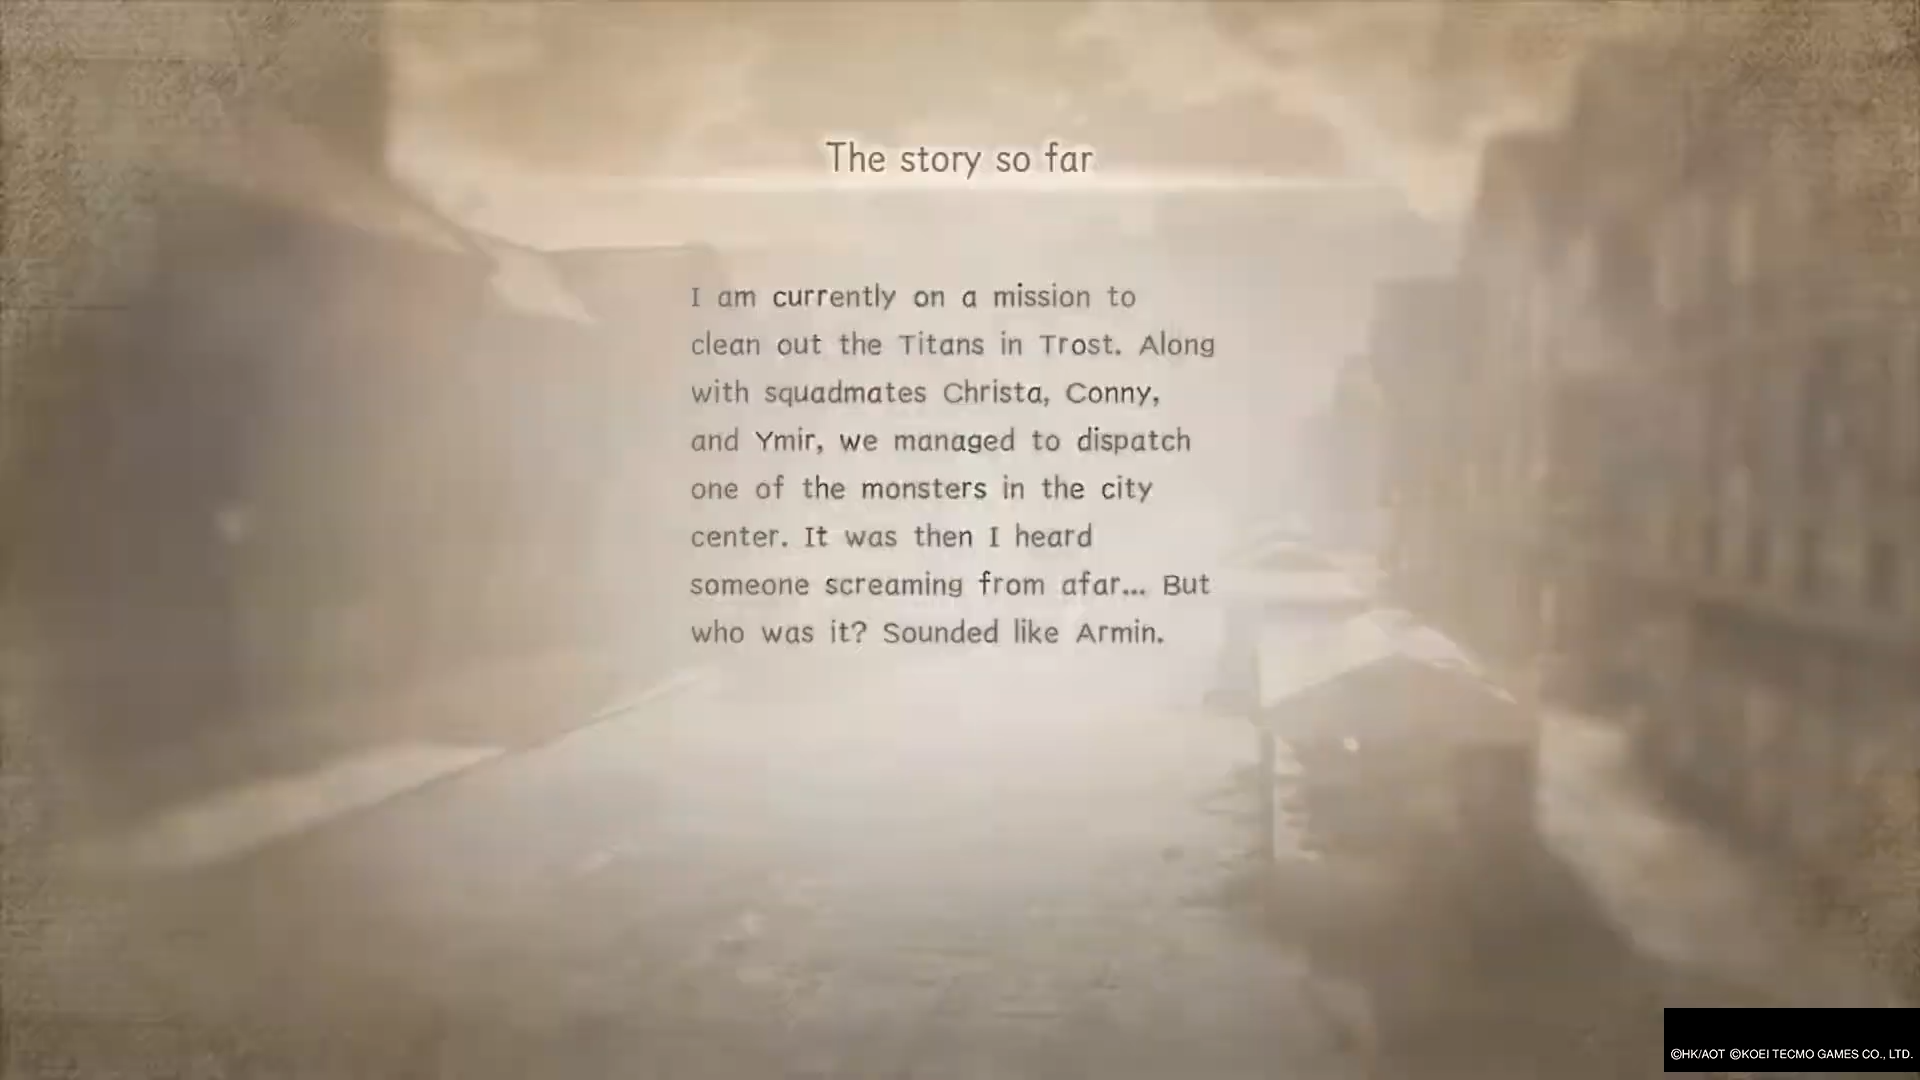 The story so far
I am currently on a mission to
clean out the Titans in Trost. Along
with squadmates Christa, Conny,
and Ymir, we managed to dispatch
one of the monsters in the city
center. It was then I heard
someone screaming from afar... But
who was it? Sounded like Armin.
©HK/AOT ©KOEI TECMO GAMES CO., LTD.